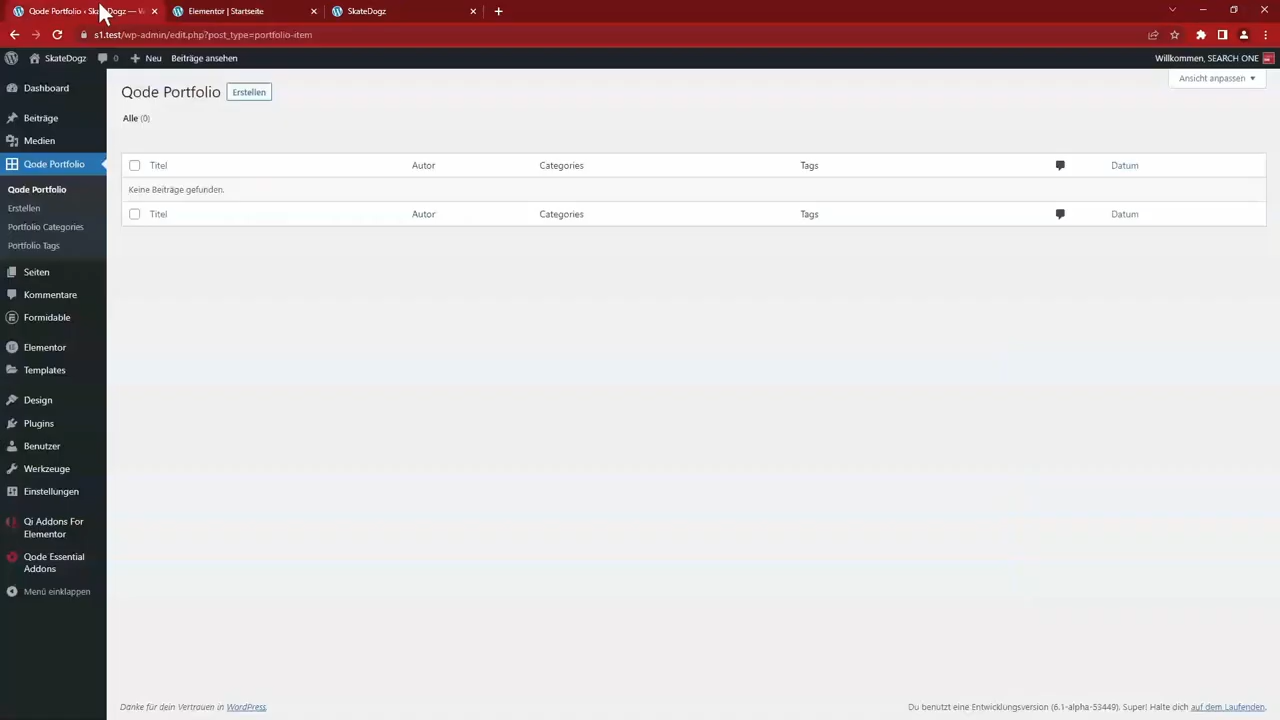 Qode Portfolio ‹ SkateDogz — W
Elementor | Startseite
SkateDogz
s1.test/wp-admin/edit.php?post_type=portfolio-item
SkateDogz
0
Neu
Beiträge ansehen
Willkommen, SEARCH ONE
Dashboard
Beiträge
Medien
Qode Portfolio
Qode Portfolio
Erstellen
Portfolio Categories
Portfolio Tags
Seiten
Kommentare
Formidable
Elementor
Templates
Design
Plugins
Benutzer
Werkzeuge
Einstellungen
Qi Addons For
Elementor
Qode Essential
Addons
Menü einklappen
Ansicht anpassen
Qode Portfolio
Erstellen
Alle (0)
Titel Autor Categories Tags Datum
Keine Beiträge gefunden.
Titel Autor Categories Tags Datum
Danke für dein Vertrauen in WordPress.
Du benutzt eine Entwicklungsversion (6.1-alpha-53449). Super! Halte dich auf dem Laufenden.